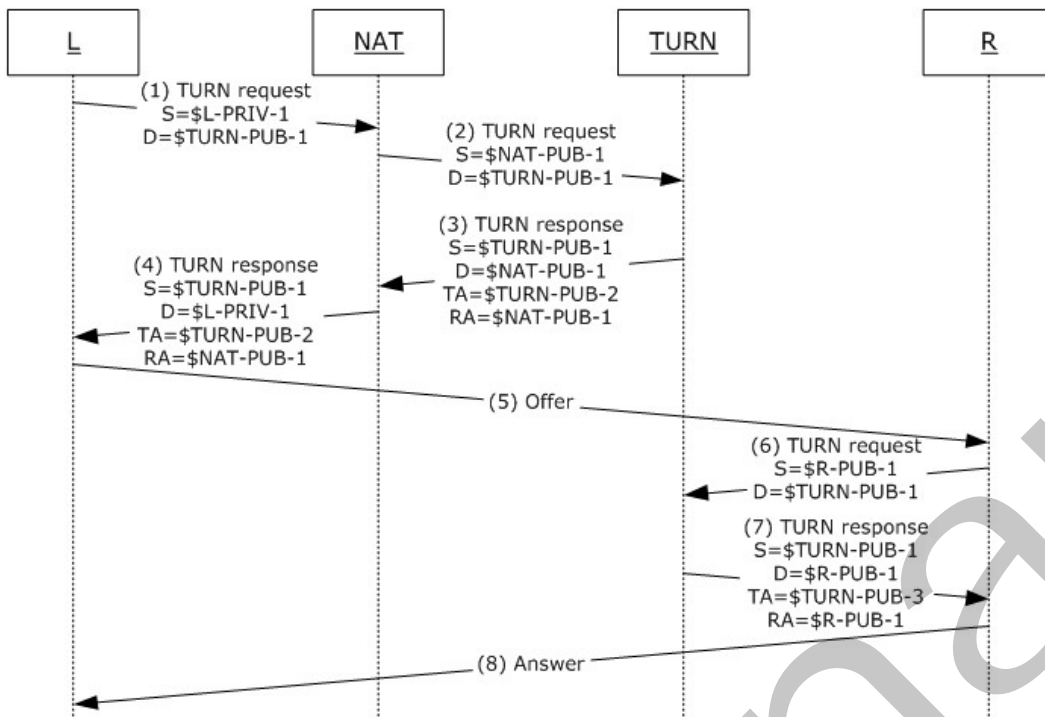 L
NAT
TURN
R
(1) TURN request
S=$L-PRIV-1
D=$TURN-PUB-1
(2) TURN request
S=$NAT-PUB-1
D=$TURN-PUB-1
(3) TURN response
S=$TURN-PUB-1
D=$NAT-PUB-1
TA=$TURN-PUB-2
RA=$NAT-PUB-1
(4) TURN response
S=$TURN-PUB-1
D=$L-PRIV-1
TA=$TURN-PUB-2
RA=$NAT-PUB-1
(5) Offer
(6) TURN request
S=$R-PUB-1
D=$TURN-PUB-1
(7) TURN response
S=$TURN-PUB-1
D=$R-PUB-1
TA=$TURN-PUB-3
RA=$R-PUB-1
(8) Answer